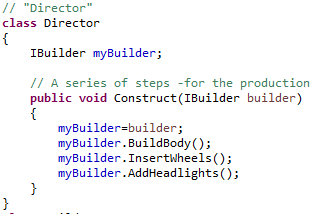 // "Director"
class Director
{
    IBuilder myBuilder;

    // A series of steps -for the production
    public void Construct(IBuilder builder)
    {
        myBuilder=builder;
        myBuilder.BuildBody();
        myBuilder.InsertWheels();
        myBuilder.AddHeadlights();
    }
}